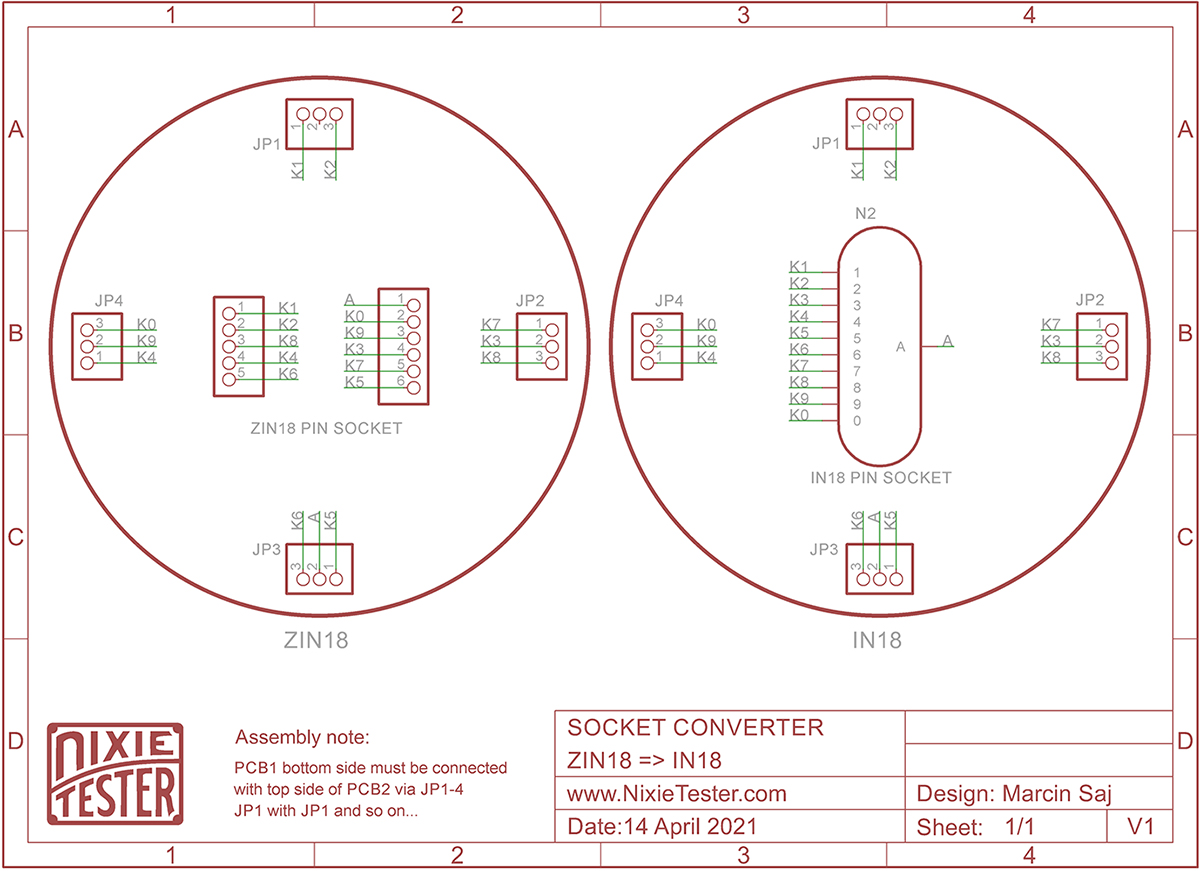 1 2 3 4
A A
B B
C C
D D
JP1
1 2 3
K1 K2
JP4
3 K0
2 K9
1 K4
1 K1
2 K2
3 K8
4 K4
5 K6
A 1
K0 2
K9 3
K3 4
K7 5
K5 6
ZIN18 PIN SOCKET
JP2
K7 1
K3 2
K8 3
K6 A K5
JP3
3 2 1
ZIN18
JP1
1 2 3
K1 K2
N2
JP4
3 K0
2 K9
1 K4
K1 1
K2 2
K3 3
K4 4
K5 5
K6 6
K7 7
K8 8
K9 9
K0 0
A A
IN18 PIN SOCKET
JP2
K7 1
K3 2
K8 3
K6 A K5
JP3
3 2 1
IN18
NIXIE
TESTER
Assembly note:
PCB1 bottom side must be connected
with top side of PCB2 via JP1-4
JP1 with JP1 and so on...
SOCKET CONVERTER
ZIN18 => IN18
www.NixieTester.com
Design: Marcin Saj
Date:14 April 2021
Sheet: 1/1
V1
1 2 3 4